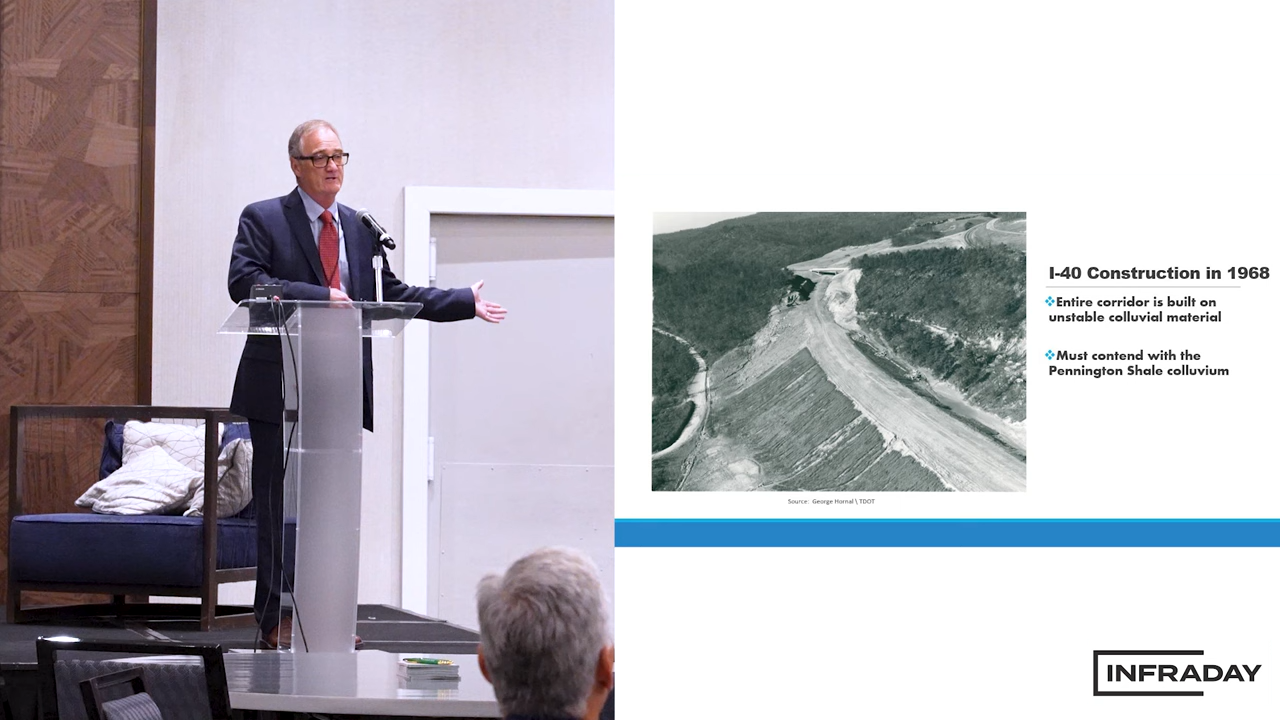 I-40 Construction in 1968
Entire corridor is built on
unstable colluvial material
Must contend with the
Pennington Shale colluvium
Source: George Hornal \ TDOT
INFRADAY